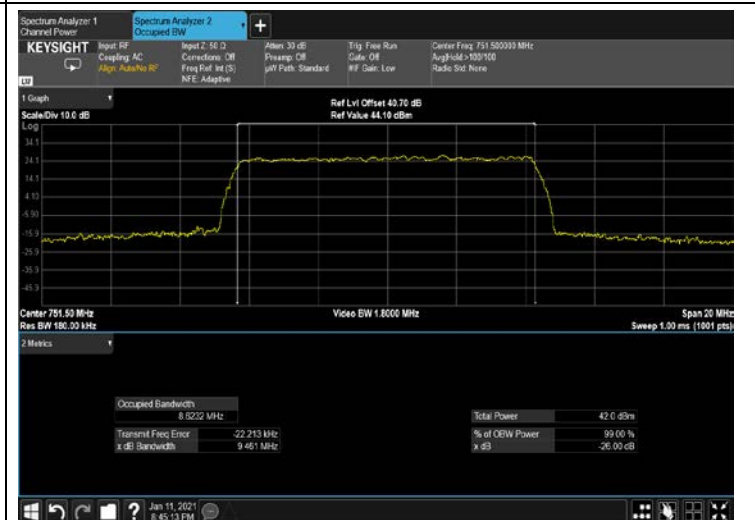 Spectrum Analyzer 1
Channel Power
Spectrum Analyzer 2
Occupied BW
+
KEYSIGHT
LXI
Input: RF
Coupling: AC
Align: Auto/No RF
Input Z: 50 Ω
Corrections: Off
Freq Ref: Int (S)
NFE: Adaptive
Atten: 30 dB
Preamp: Off
µW Path: Standard
Trig: Free Run
Gate: Off
#IF Gain: Low
Center Freq: 751.500000 MHz
Avg|Hold:>100/100
Radio Std: None
1 Graph
Scale/Div 10.0 dB
Ref Lvl Offset 40.70 dB
Ref Value 44.10 dBm
Log
34.1
24.1
14.1
4.10
-5.90
-15.9
-25.9
-35.9
-45.9
Center 751.50 MHz
Res BW 180.00 kHz
Video BW 1.8000 MHz
Span 20 MHz
Sweep 1.00 ms (1001 pts)
2 Metrics
Occupied Bandwidth
8.6232 MHz
Transmit Freq Error -22.213 kHz
x dB Bandwidth 9.461 MHz
Total Power 42.0 dBm
% of OBW Power 99.00 %
x dB -26.00 dB
?
Jan 11, 2021
8:45:13 PM